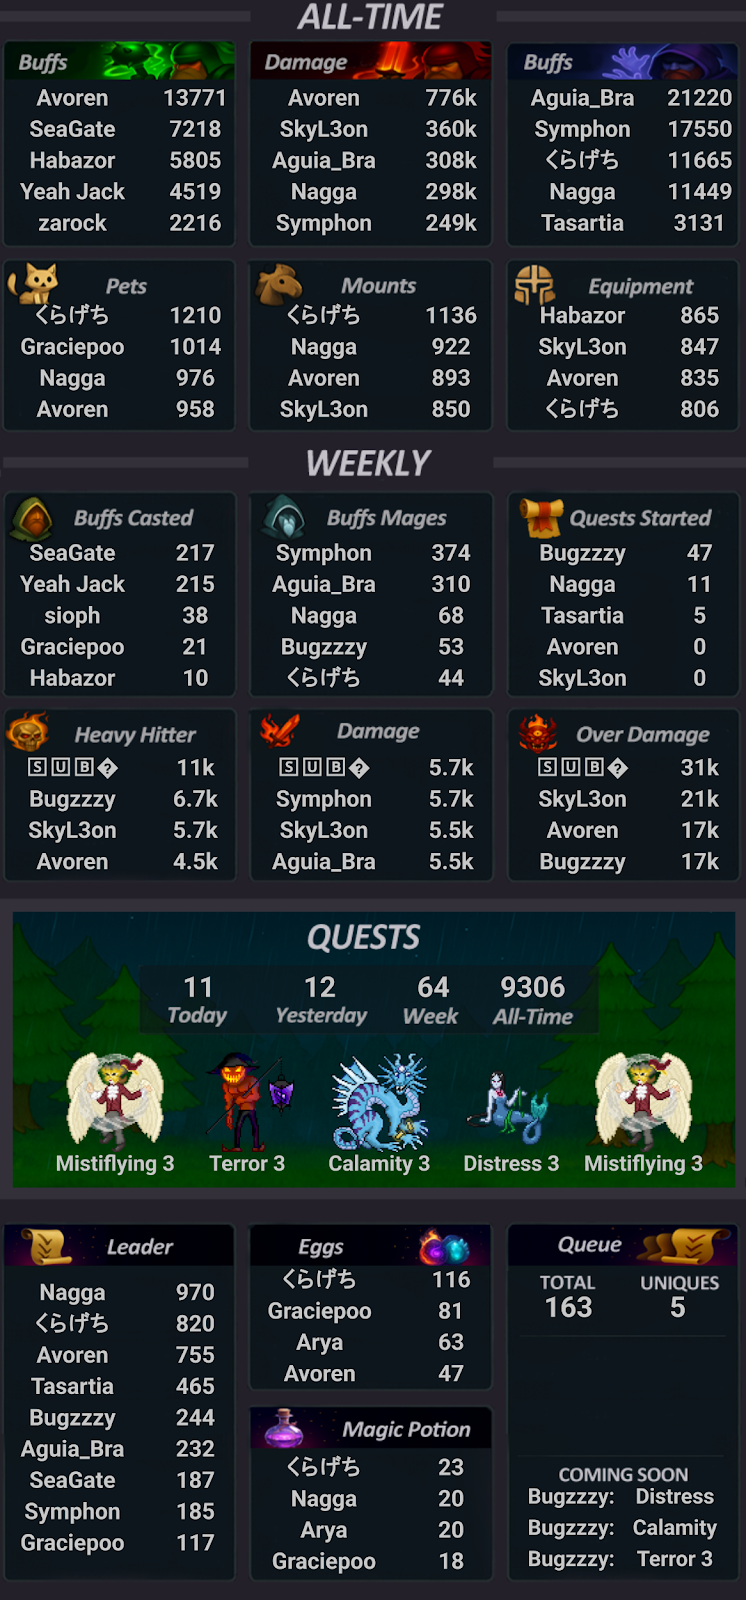 ALL-TIME
Buffs
Avoren 13771
SeaGate 7218
Habazor 5805
Yeah Jack 4519
zarock 2216
Damage
Avoren 776k
SkyL3on 360k
Aguia_Bra 308k
Nagga 298k
Symphon 249k
Buffs
Aguia_Bra 21220
Symphon 17550
くらげち 11665
Nagga 11449
Tasartia 3131
Pets
くらげち 1210
Graciepoo 1014
Nagga 976
Avoren 958
Mounts
くらげち 1136
Nagga 922
Avoren 893
SkyL3on 850
Equipment
Habazor 865
SkyL3on 847
Avoren 835
くらげち 806
WEEKLY
Buffs Casted
SeaGate 217
Yeah Jack 215
sioph 38
Graciepoo 21
Habazor 10
Buffs Mages
Symphon 374
Aguia_Bra 310
Nagga 68
Bugzzzy 53
くらげち 44
Quests Started
Bugzzzy 47
Nagga 11
Tasartia 5
Avoren 0
SkyL3on 0
Heavy Hitter
🅂🅄🄱� 11k
Bugzzzy 6.7k
SkyL3on 5.7k
Avoren 4.5k
Damage
🅂🅄🄱� 5.7k
Symphon 5.7k
SkyL3on 5.5k
Aguia_Bra 5.5k
Over Damage
🅂🅄🄱� 31k
SkyL3on 21k
Avoren 17k
Bugzzzy 17k
QUESTS
11 12 64 9306
Today Yesterday Week All-Time
Mistiflying 3 Terror 3 Calamity 3 Distress 3 Mistiflying 3
Leader
Nagga 970
くらげち 820
Avoren 755
Tasartia 465
Bugzzzy 244
Aguia_Bra 232
SeaGate 187
Symphon 185
Graciepoo 117
Eggs
くらげち 116
Graciepoo 81
Arya 63
Avoren 47
Magic Potion
くらげち 23
Nagga 20
Arya 20
Graciepoo 18
Queue
TOTAL UNIQUES
163 5
COMING SOON
Bugzzzy: Distress
Bugzzzy: Calamity
Bugzzzy: Terror 3